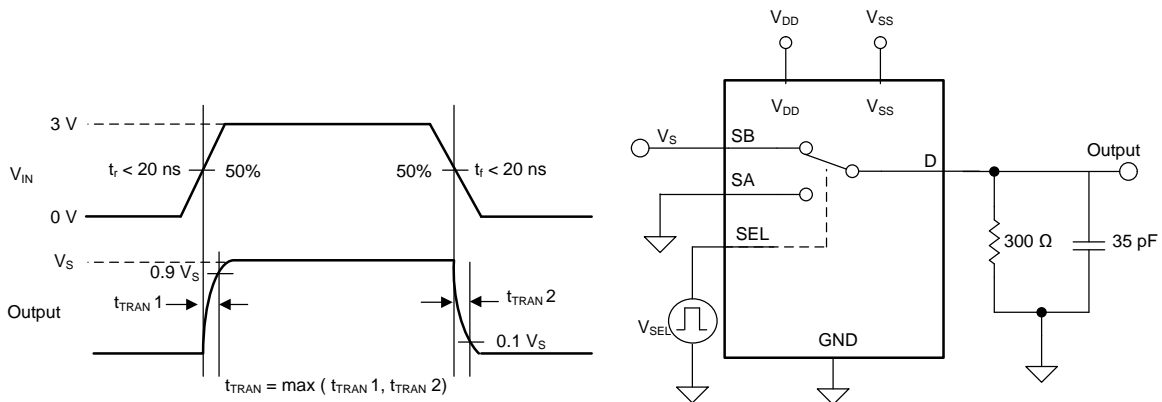 3 V
V_IN
t_r < 20 ns
50%
50%
t_f < 20 ns
0 V
V_S
0.9 V_S
Output
t_TRAN 1
t_TRAN 2
0.1 V_S
t_TRAN = max ( t_TRAN 1, t_TRAN 2)
V_DD
V_SS
V_DD
V_SS
V_S
SB
SA
SEL
V_SEL
GND
D
Output
300 Ω
35 pF